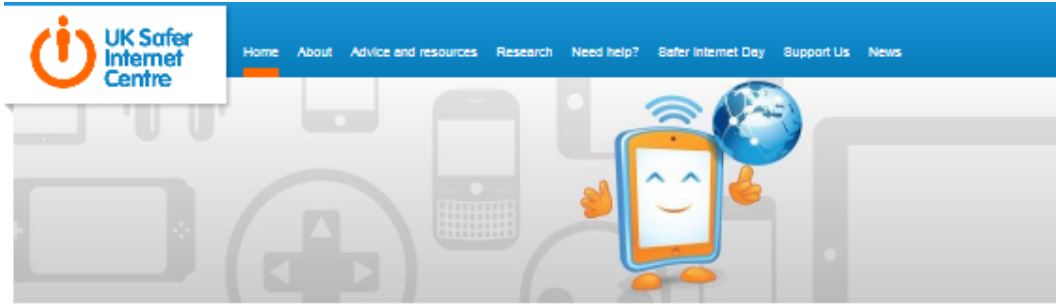 UK Safer
Internet
Centre
Home About Advice and resources Research Need help? Safer Internet Day Support Us News